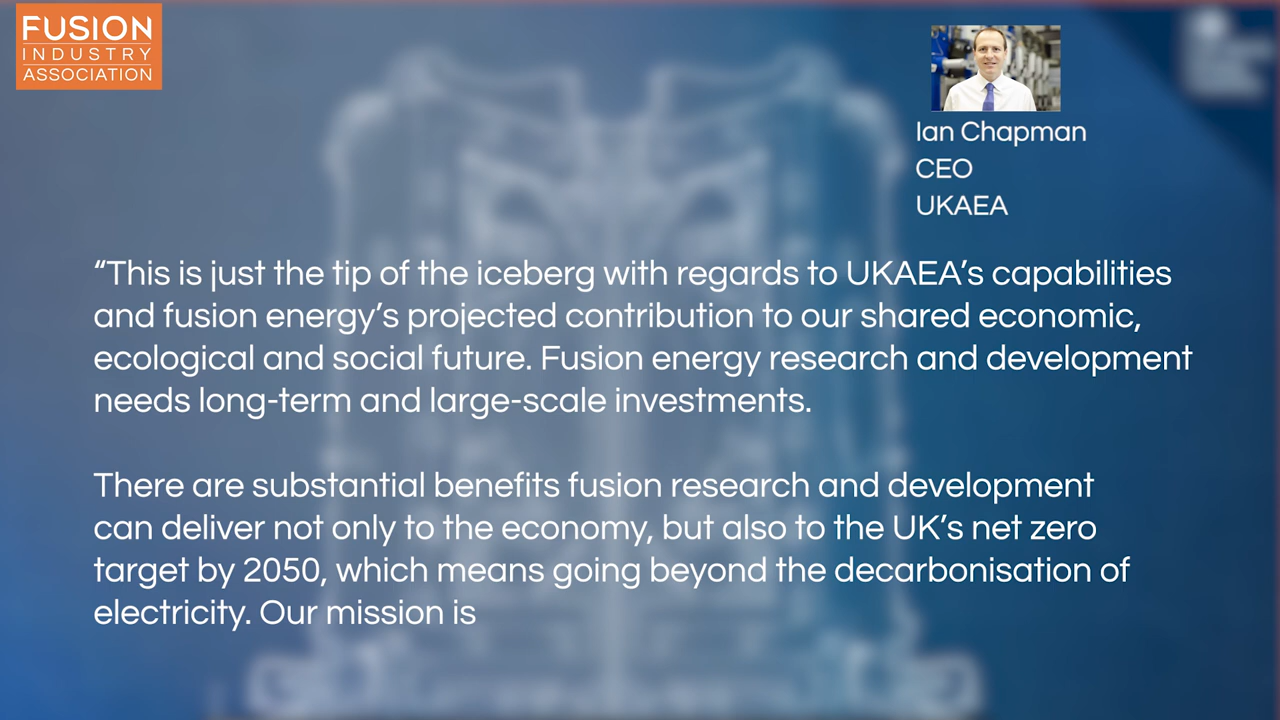 FUSION
INDUSTRY
ASSOCIATION
Ian Chapman
CEO
UKAEA
“This is just the tip of the iceberg with regards to UKAEA’s capabilities
and fusion energy’s projected contribution to our shared economic,
ecological and social future. Fusion energy research and development
needs long-term and large-scale investments.
There are substantial benefits fusion research and development
can deliver not only to the economy, but also to the UK’s net zero
target by 2050, which means going beyond the decarbonisation of
electricity. Our mission is